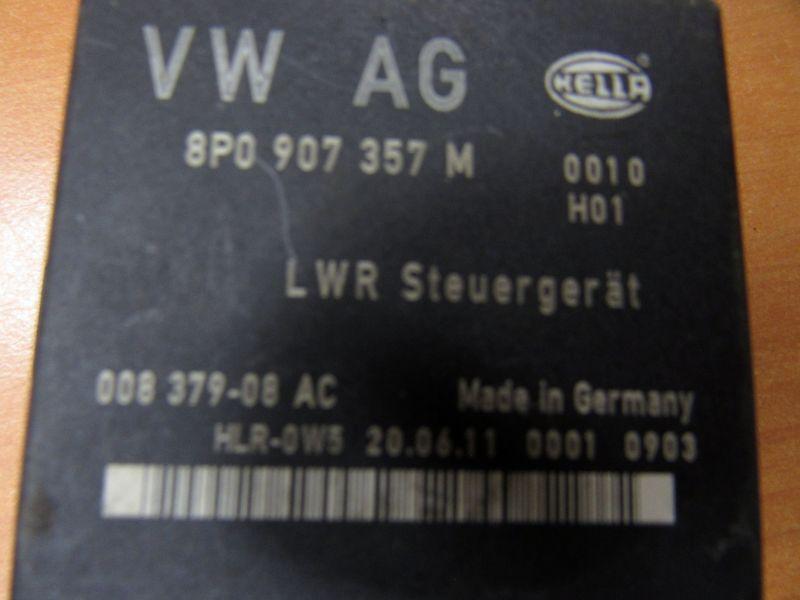 VW AG HELLA
8P0 907 357 M 0010
H01
LWR Steuergerät
008 379-08 AC Made in Germany
HLR-0W5 20.06.11 0001 0903